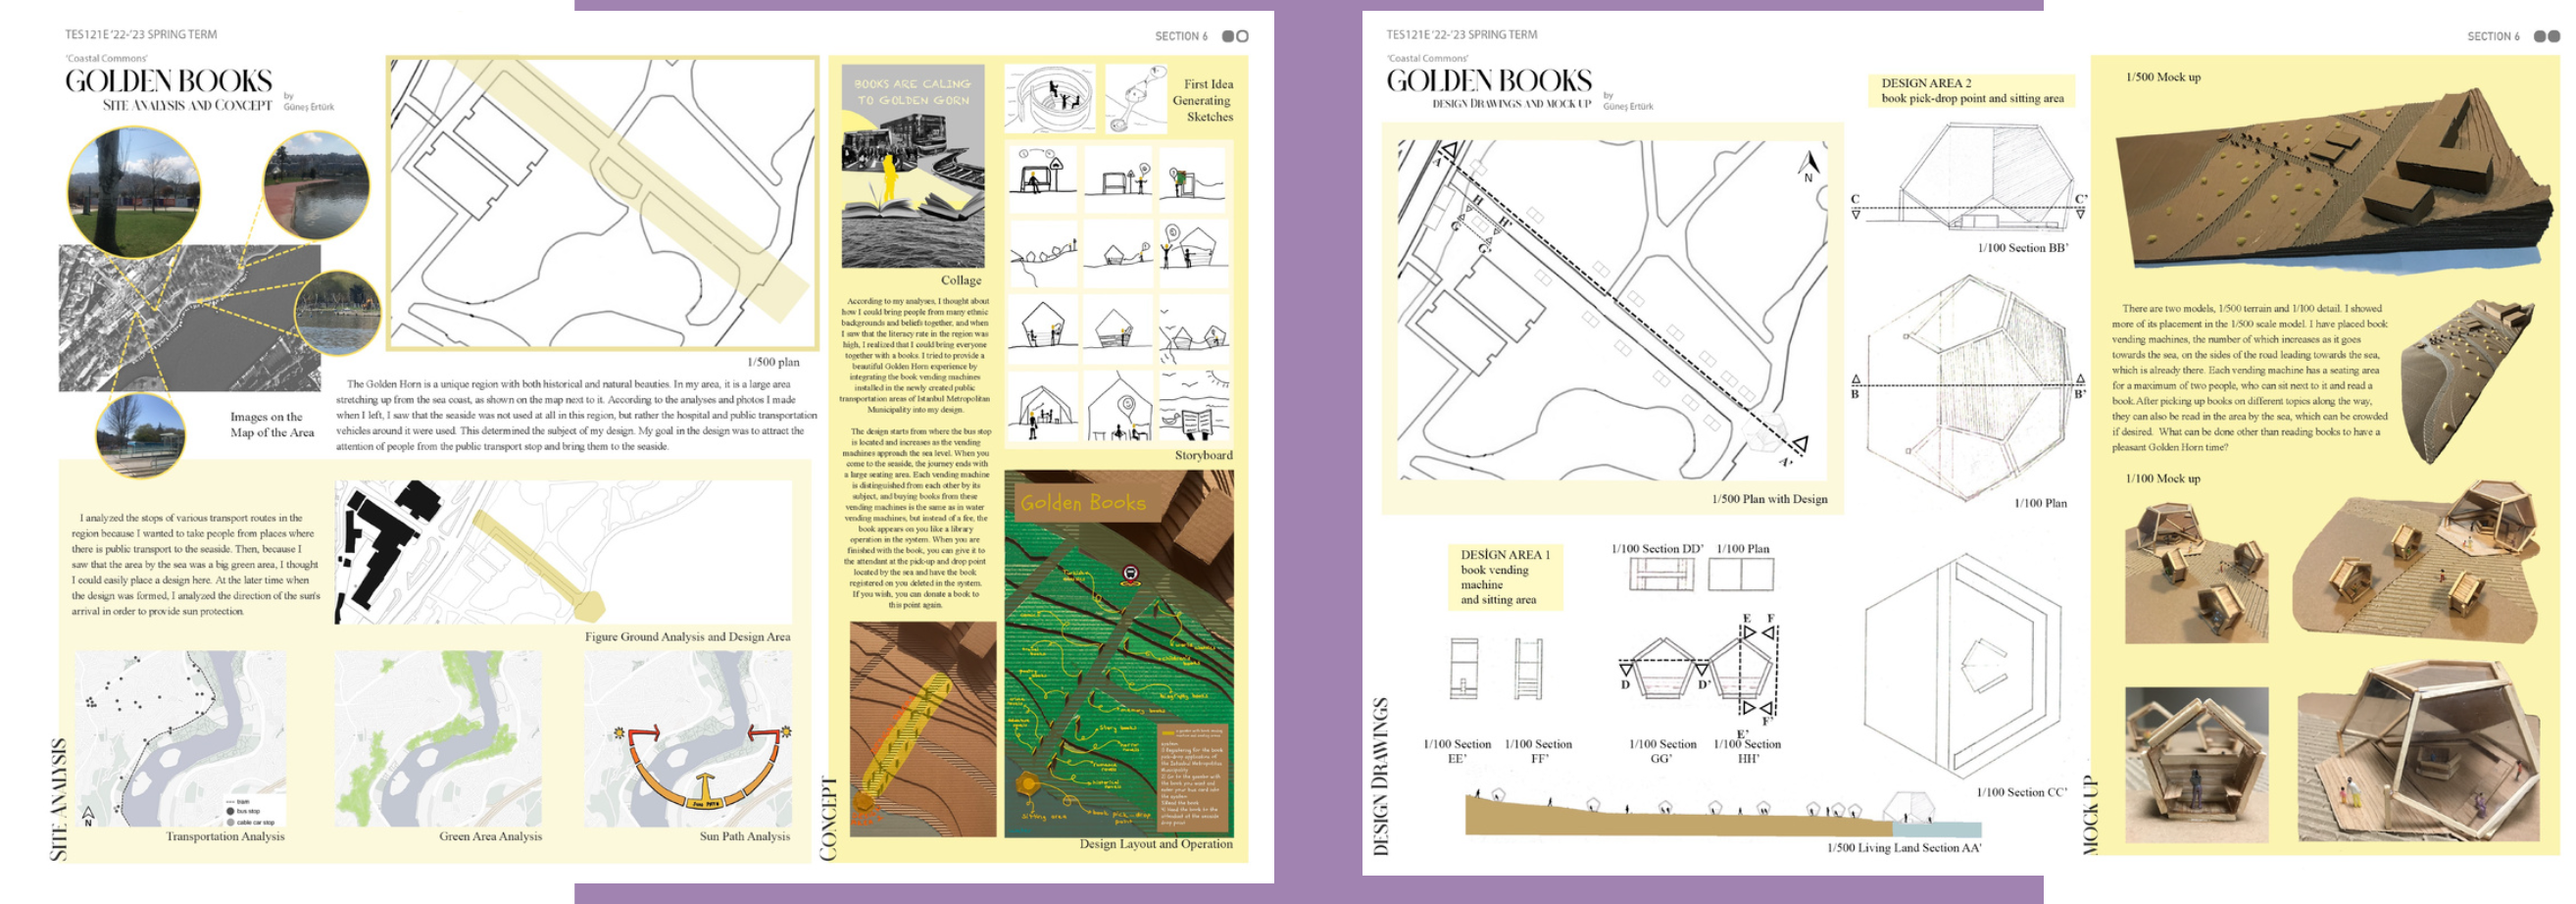 TES121E '22-'23 SPRING TERM
SECTION 6
'Coastal Commons'
GOLDEN BOOKS
SITE ANALYSIS AND CONCEPT
by
Güneş Ertürk
1/500 plan
Images on the
Map of the Area
The Golden Horn is a unique region with both historical and natural beauties. In my area, it is a large area
stretching up from the sea coast, as shown on the map next to it. According to the analyses and photos I made
when I left, I saw that the seaside was not used at all in this region, but rather the hospital and public transportation
vehicles around it were used. This determined the subject of my design. My goal in the design was to attract the
attention of people from the public transport stop and bring them to the seaside.
I analyzed the stops of various transport routes in the
region because I wanted to take people from places where
there is public transport to the seaside. Then, because I
saw that the area by the sea was a big green area, I thought
I could easily place a design here. At the later time when
the design was formed, I analyzed the direction of the sun's
arrival in order to provide sun protection.
Figure Ground Analysis and Design Area
N
tram
bus stop
cable car stop
Transportation Analysis
Green Area Analysis
Sun Path Analysis
SITE ANALYSIS
BOOKS ARE CALING
TO GOLDEN GORN
Collage
First Idea
Generating
Sketches
According to my analyses, I thought about
how I could bring people from many ethnic
backgrounds and beliefs together, and when
I saw that the literacy rate in the region was
high, I realized that I could bring everyone
together with a books. I tried to provide a
beautiful Golden Horn experience by
integrating the book vending machines
installed in the newly created public
transportation areas of Istanbul Metropolitan
Municipality into my design.
The design starts from where the bus stop
is located and increases as the vending
machines approach the sea level. When you
come to the seaside, the journey ends with
a large seating area. Each vending machine
is distinguished from each other by its
subject, and buying books from these
vending machines is the same as in water
vending machines, but instead of a fee, the
book appears on you like a library
operation in the system. When you are
finished with the book, you can give it to
the attendant at the pick-up and drop point
located by the sea and have the book
registered on you deleted in the system.
If you wish, you can donate a book to
this point again.
Storyboard
Golden Books
biography books
Story books
historical
Sitting area
book pick-drop
point
Design Layout and Operation
CONCEPT
TES121E '22-'23 SPRING TERM
SECTION 6
'Coastal Commons'
GOLDEN BOOKS
DESIGN DRAWINGS AND MOCK UP
by
Güneş Ertürk
A
N
H
H'
G
G'
A'
1/500 Plan with Design
DESIGN AREA 2
book pick-drop point and sitting area
C
C'
1/100 Section BB'
B
B'
1/100 Plan
DESİGN AREA 1
book vending
machine
and sitting area
1/100 Section DD'
1/100 Plan
E F
D D'
F'
E'
1/100 Section
EE'
1/100 Section
FF'
1/100 Section
GG'
1/100 Section
HH'
1/100 Section CC'
1/500 Living Land Section AA'
DESIGN DRAWINGS
1/500 Mock up
There are two models, 1/500 terrain and 1/100 detail. I showed
more of its placement in the 1/500 scale model. I have placed book
vending machines, the number of which increases as it goes
towards the sea, on the sides of the road leading towards the sea,
which is already there. Each vending machine has a seating area
for a maximum of two people, who can sit next to it and read a
book.After picking up books on different topics along the way,
they can also be read in the area by the sea, which can be crowded
if desired. What can be done other than reading books to have a
pleasant Golden Horn time?
1/100 Mock up
MOCK UP